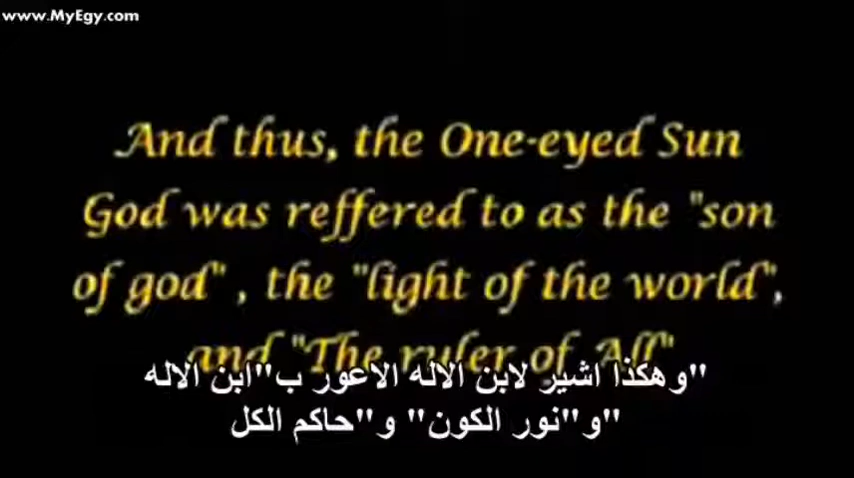 www.MyEgy.com
And thus, the One-eyed Sun
God was reffered to as the "son
of god" , the "light of the world",
and "The ruler of All"
"وهكذا اشير لابن الاله الاعور ب"ابن الاله
"و"نور الكون" و"حاكم الكل